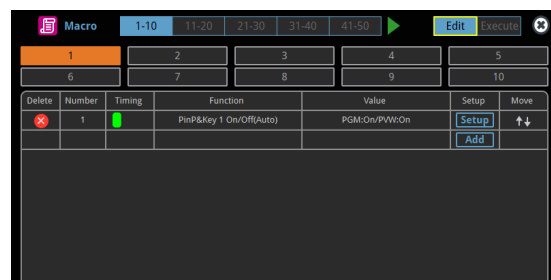 Macro 1-10 11-20 21-30 31-40 41-50 Edit Execute
1 2 3 4 5
6 7 8 9 10
Delete Number Timing Function Value Setup Move
1 PinP&Key 1 On/Off(Auto) PGM:On/PVW:On Setup
Add